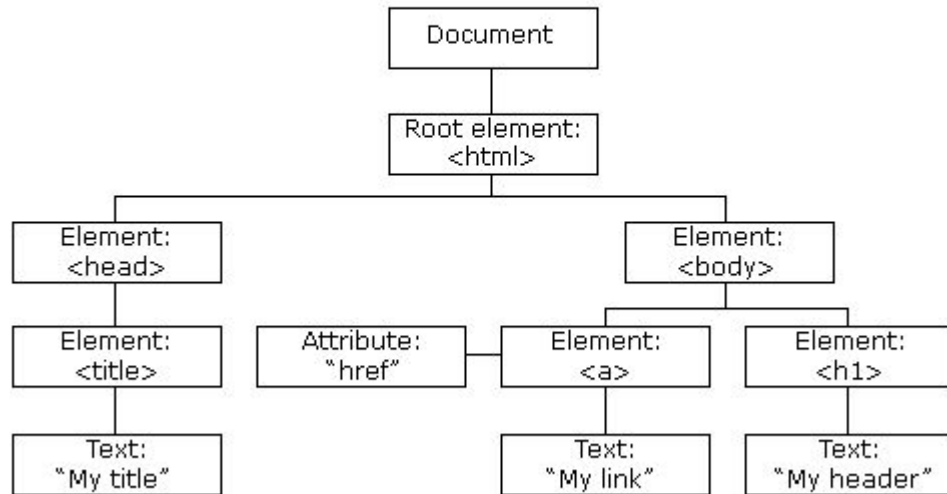 Document
Root element:
<html>
Element:
<head>
Element:
<body>
Element:
<title>
Attribute:
“href”
Element:
<a>
Element:
<h1>
Text:
“My title”
Text:
“My link”
Text:
“My header”